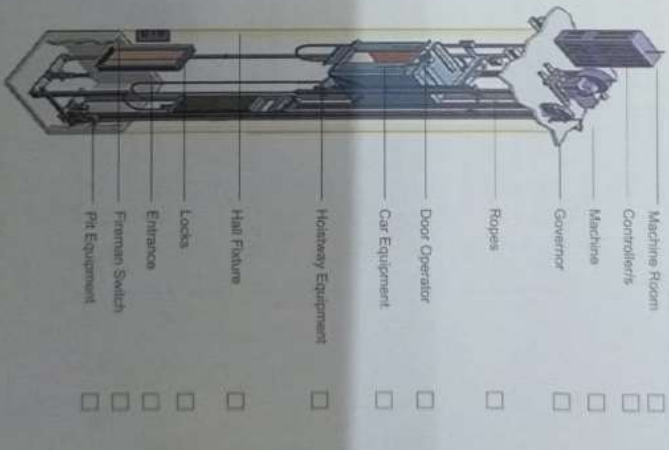 Machine Room
Controller/s
Machine
Governor
Ropes
Door Operator
Car Equipment
Hoistway Equipment
Hall Fixture
Locks
Entrance
Fireman Switch
Pit Equipment